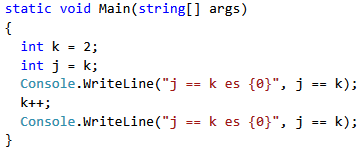 static void Main(string[] args)
{
  int k = 2;
  int j = k;
  Console.WriteLine("j == k es {0}", j == k);
  k++;
  Console.WriteLine("j == k es {0}", j == k);
}